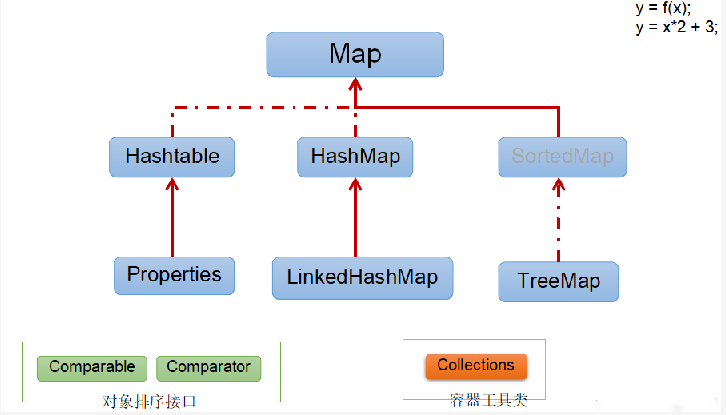 y = f(x);
y = x*2 + 3;
Map
Hashtable HashMap SortedMap
Properties LinkedHashMap TreeMap
Comparable Comparator Collections
对象排序接口 容器工具类